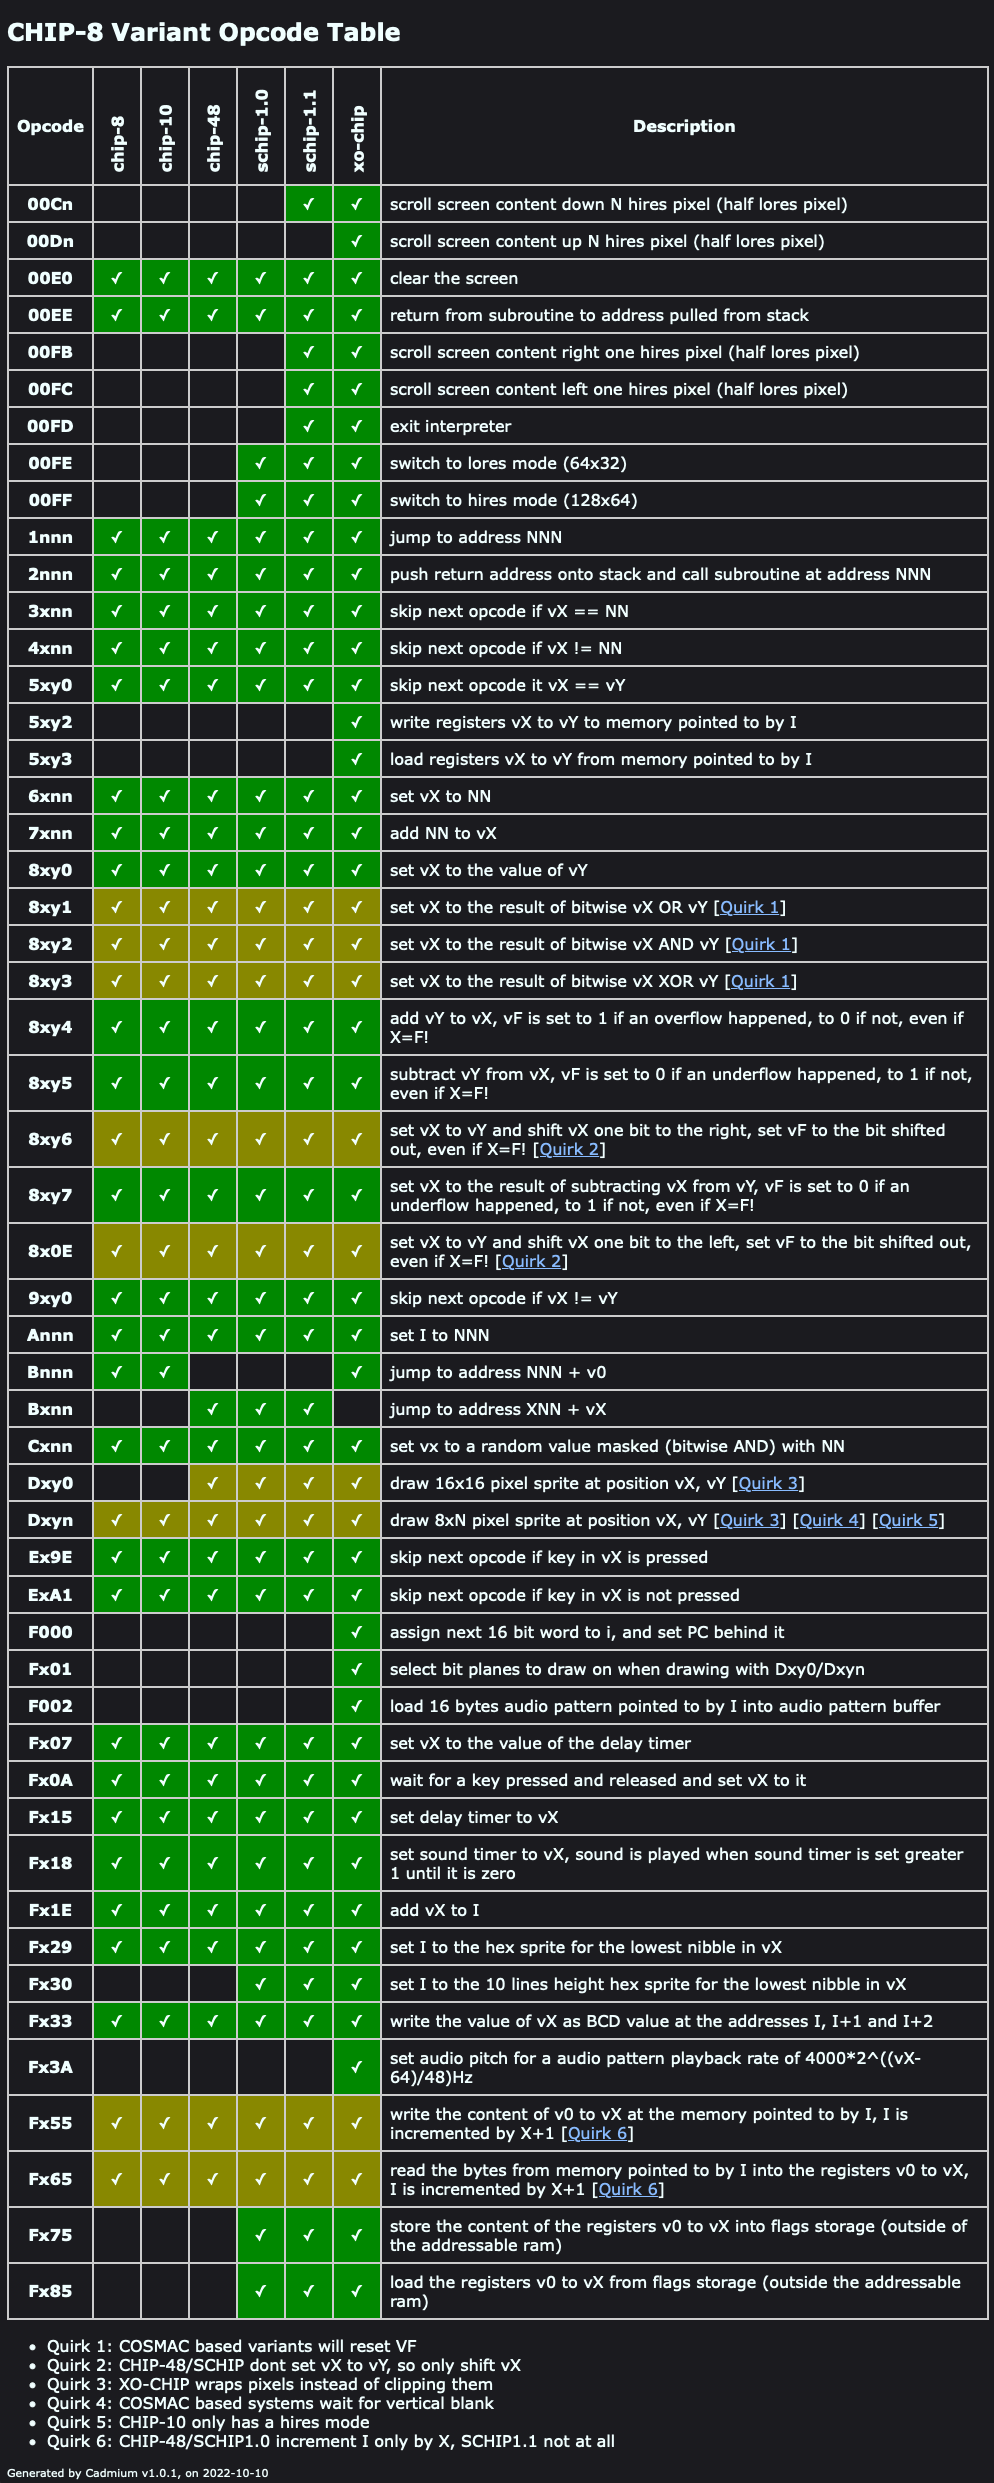 CHIP-8 Variant Opcode Table
Opcode chip-8 chip-10 chip-48 schip-1.0 schip-1.1 xo-chip Description
00Cn ✓ ✓ scroll screen content down N hires pixel (half lores pixel)
00Dn ✓ scroll screen content up N hires pixel (half lores pixel)
00E0 ✓ ✓ ✓ ✓ ✓ ✓ clear the screen
00EE ✓ ✓ ✓ ✓ ✓ ✓ return from subroutine to address pulled from stack
00FB ✓ ✓ scroll screen content right one hires pixel (half lores pixel)
00FC ✓ ✓ scroll screen content left one hires pixel (half lores pixel)
00FD ✓ ✓ exit interpreter
00FE ✓ ✓ ✓ switch to lores mode (64x32)
00FF ✓ ✓ ✓ switch to hires mode (128x64)
1nnn ✓ ✓ ✓ ✓ ✓ ✓ jump to address NNN
2nnn ✓ ✓ ✓ ✓ ✓ ✓ push return address onto stack and call subroutine at address NNN
3xnn ✓ ✓ ✓ ✓ ✓ ✓ skip next opcode if vX == NN
4xnn ✓ ✓ ✓ ✓ ✓ ✓ skip next opcode if vX != NN
5xy0 ✓ ✓ ✓ ✓ ✓ ✓ skip next opcode it vX == vY
5xy2 ✓ write registers vX to vY to memory pointed to by I
5xy3 ✓ load registers vX to vY from memory pointed to by I
6xnn ✓ ✓ ✓ ✓ ✓ ✓ set vX to NN
7xnn ✓ ✓ ✓ ✓ ✓ ✓ add NN to vX
8xy0 ✓ ✓ ✓ ✓ ✓ ✓ set vX to the value of vY
8xy1 ✓ ✓ ✓ ✓ ✓ ✓ set vX to the result of bitwise vX OR vY [Quirk 1]
8xy2 ✓ ✓ ✓ ✓ ✓ ✓ set vX to the result of bitwise vX AND vY [Quirk 1]
8xy3 ✓ ✓ ✓ ✓ ✓ ✓ set vX to the result of bitwise vX XOR vY [Quirk 1]
8xy4 ✓ ✓ ✓ ✓ ✓ ✓ add vY to vX, vF is set to 1 if an overflow happened, to 0 if not, even if
X=F!
8xy5 ✓ ✓ ✓ ✓ ✓ ✓ subtract vY from vX, vF is set to 0 if an underflow happened, to 1 if not,
even if X=F!
8xy6 ✓ ✓ ✓ ✓ ✓ ✓ set vX to vY and shift vX one bit to the right, set vF to the bit shifted
out, even if X=F! [Quirk 2]
8xy7 ✓ ✓ ✓ ✓ ✓ ✓ set vX to the result of subtracting vX from vY, vF is set to 0 if an
underflow happened, to 1 if not, even if X=F!
8x0E ✓ ✓ ✓ ✓ ✓ ✓ set vX to vY and shift vX one bit to the left, set vF to the bit shifted out,
even if X=F! [Quirk 2]
9xy0 ✓ ✓ ✓ ✓ ✓ ✓ skip next opcode if vX != vY
Annn ✓ ✓ ✓ ✓ ✓ ✓ set I to NNN
Bnnn ✓ ✓ ✓ jump to address NNN + v0
Bxnn ✓ ✓ ✓ jump to address XNN + vX
Cxnn ✓ ✓ ✓ ✓ ✓ ✓ set vx to a random value masked (bitwise AND) with NN
Dxy0 ✓ ✓ ✓ ✓ draw 16x16 pixel sprite at position vX, vY [Quirk 3]
Dxyn ✓ ✓ ✓ ✓ ✓ ✓ draw 8xN pixel sprite at position vX, vY [Quirk 3] [Quirk 4] [Quirk 5]
Ex9E ✓ ✓ ✓ ✓ ✓ ✓ skip next opcode if key in vX is pressed
ExA1 ✓ ✓ ✓ ✓ ✓ ✓ skip next opcode if key in vX is not pressed
F000 ✓ assign next 16 bit word to i, and set PC behind it
Fx01 ✓ select bit planes to draw on when drawing with Dxy0/Dxyn
F002 ✓ load 16 bytes audio pattern pointed to by I into audio pattern buffer
Fx07 ✓ ✓ ✓ ✓ ✓ ✓ set vX to the value of the delay timer
Fx0A ✓ ✓ ✓ ✓ ✓ ✓ wait for a key pressed and released and set vX to it
Fx15 ✓ ✓ ✓ ✓ ✓ ✓ set delay timer to vX
Fx18 ✓ ✓ ✓ ✓ ✓ ✓ set sound timer to vX, sound is played when sound timer is set greater
1 until it is zero
Fx1E ✓ ✓ ✓ ✓ ✓ ✓ add vX to I
Fx29 ✓ ✓ ✓ ✓ ✓ ✓ set I to the hex sprite for the lowest nibble in vX
Fx30 ✓ ✓ ✓ set I to the 10 lines height hex sprite for the lowest nibble in vX
Fx33 ✓ ✓ ✓ ✓ ✓ ✓ write the value of vX as BCD value at the addresses I, I+1 and I+2
Fx3A ✓ set audio pitch for a audio pattern playback rate of 4000*2^((vX-
64)/48)Hz
Fx55 ✓ ✓ ✓ ✓ ✓ ✓ write the content of v0 to vX at the memory pointed to by I, I is
incremented by X+1 [Quirk 6]
Fx65 ✓ ✓ ✓ ✓ ✓ ✓ read the bytes from memory pointed to by I into the registers v0 to vX,
I is incremented by X+1 [Quirk 6]
Fx75 ✓ ✓ ✓ store the content of the registers v0 to vX into flags storage (outside of
the addressable ram)
Fx85 ✓ ✓ ✓ load the registers v0 to vX from flags storage (outside the addressable
ram)
• Quirk 1: COSMAC based variants will reset VF
• Quirk 2: CHIP-48/SCHIP dont set vX to vY, so only shift vX
• Quirk 3: XO-CHIP wraps pixels instead of clipping them
• Quirk 4: COSMAC based systems wait for vertical blank
• Quirk 5: CHIP-10 only has a hires mode
• Quirk 6: CHIP-48/SCHIP1.0 increment I only by X, SCHIP1.1 not at all
Generated by Cadmium v1.0.1, on 2022-10-10